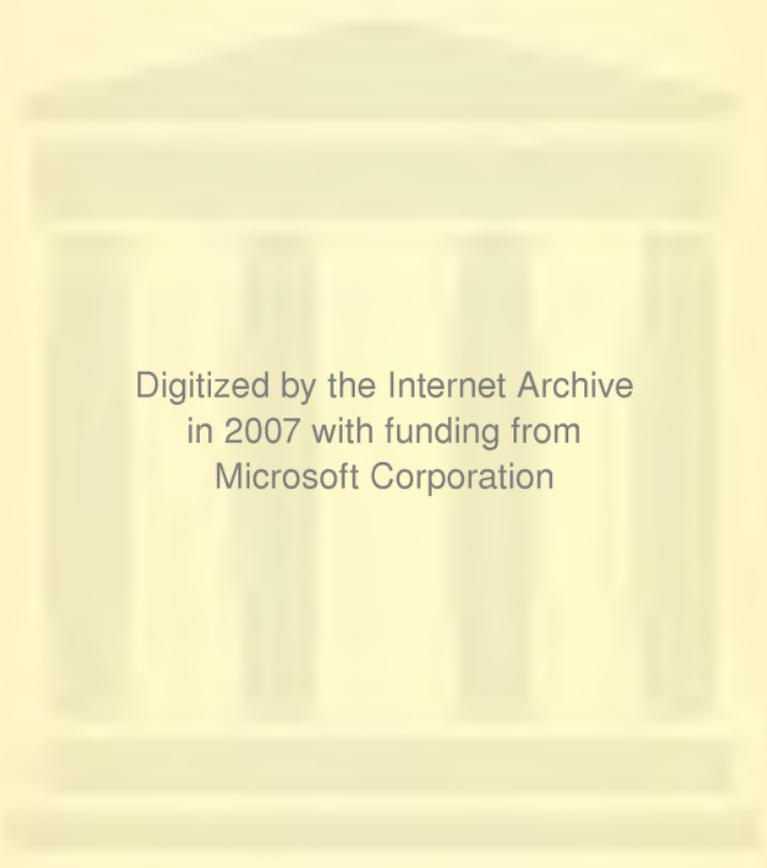 Digitized by the Internet Archive
in 2007 with funding from
Microsoft Corporation